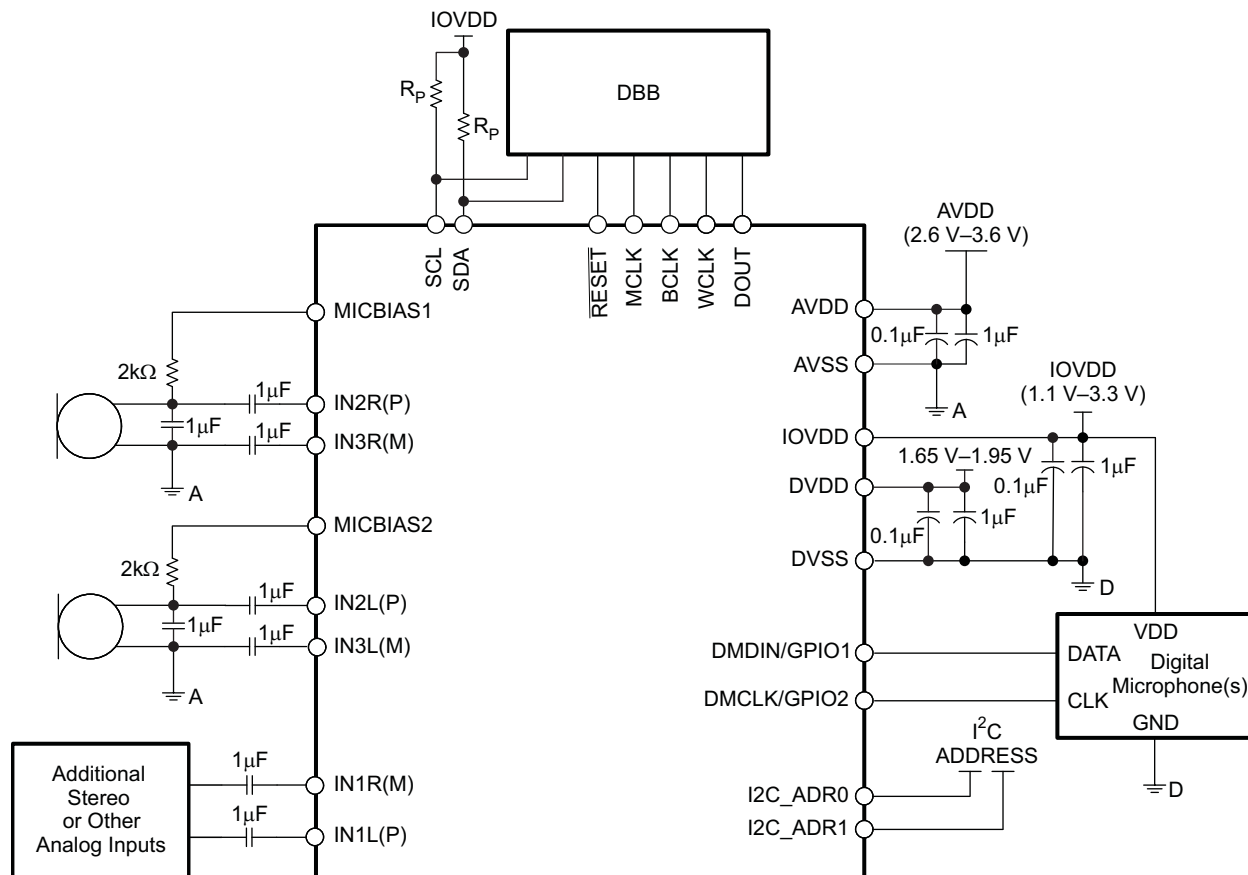 IOVDD
DBB
R_P
R_P
SCL
SDA
RESET
MCLK
BCLK
WCLK
DOUT
AVDD
(2.6 V–3.6 V)
MICBIAS1
AVDD
0.1μF
1μF
2kΩ
AVSS
1μF
IN2R(P)
A
IOVDD
(1.1 V–3.3 V)
1μF
1μF
IN3R(M)
IOVDD
1.65 V–1.95 V
1μF
A
DVDD
0.1μF
MICBIAS2
0.1μF
1μF
2kΩ
DVSS
D
1μF
IN2L(P)
1μF
1μF
IN3L(M)
VDD
DMDIN/GPIO1
DATA
Digital
Microphone(s)
A
DMCLK/GPIO2
CLK
GND
I²C
ADDRESS
Additional
Stereo
or Other
Analog Inputs
1μF
IN1R(M)
I2C_ADR0
D
1μF
IN1L(P)
I2C_ADR1